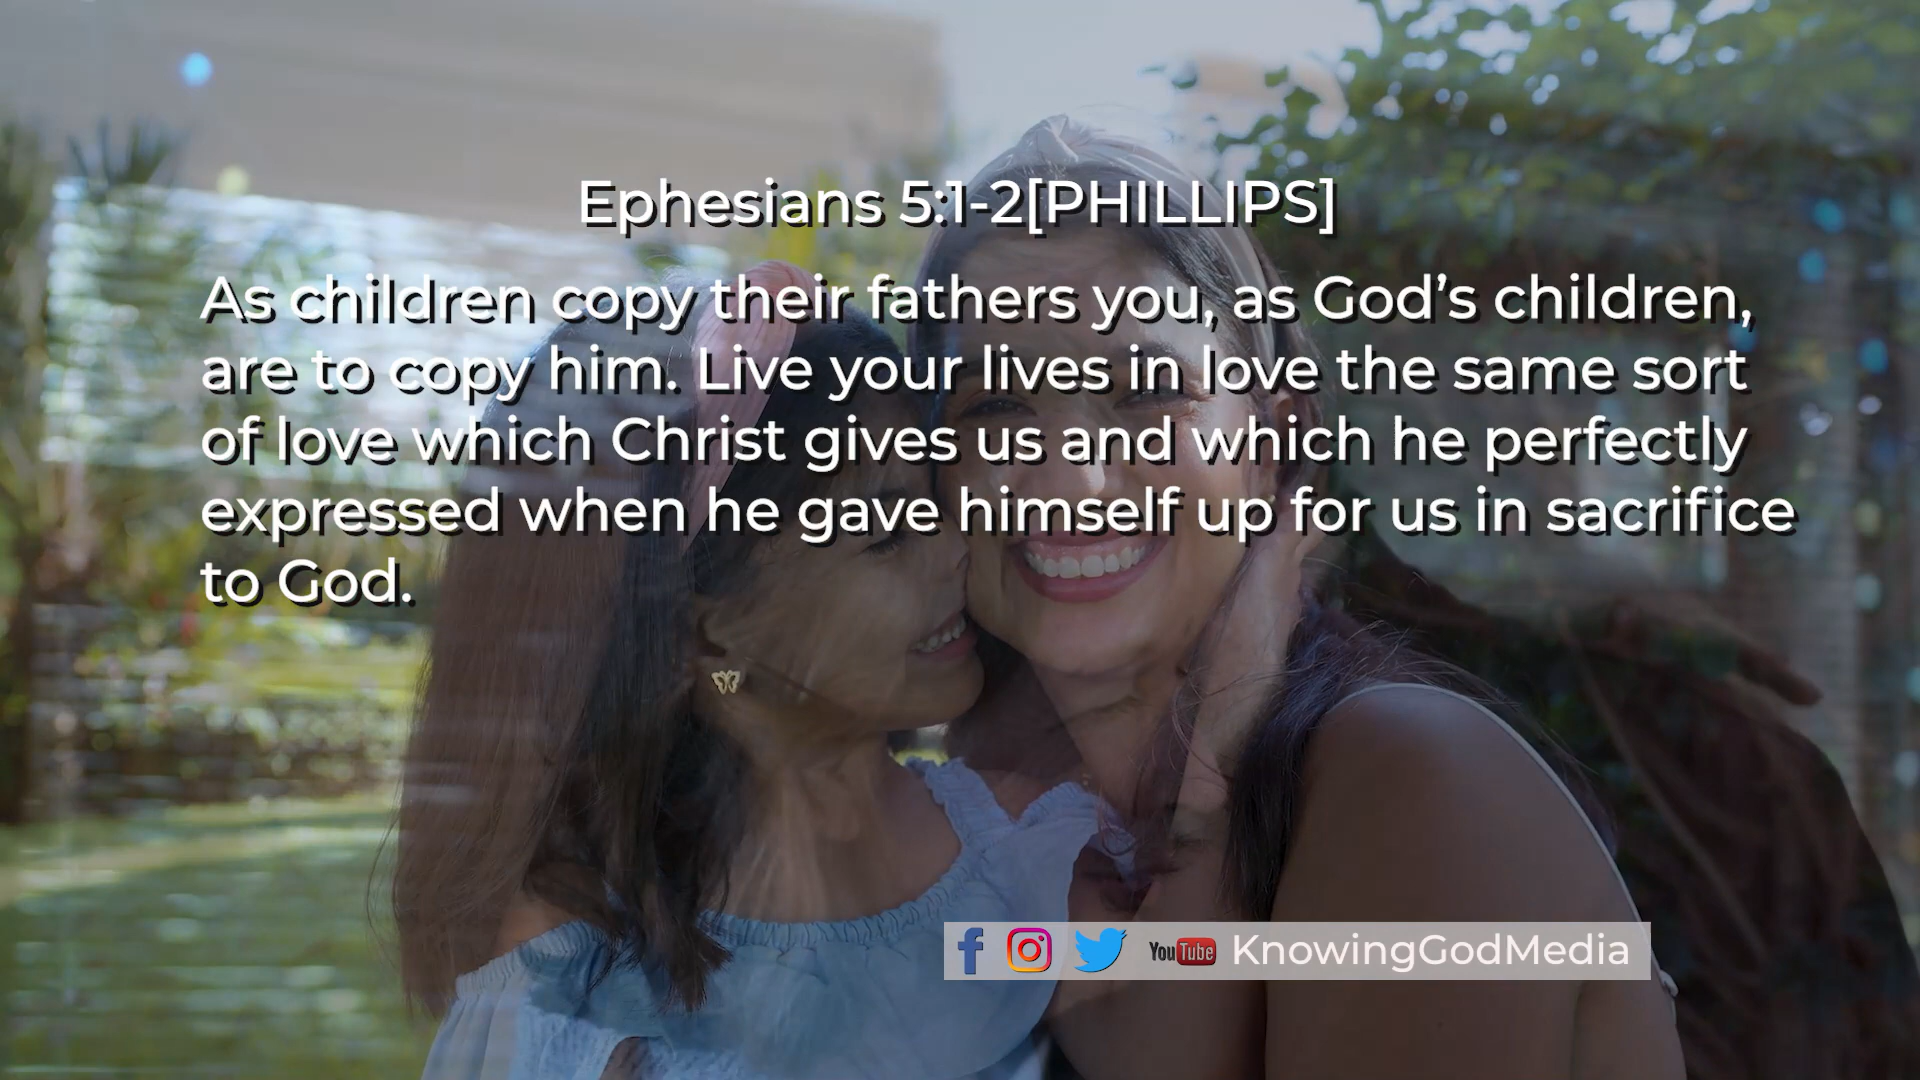 Ephesians 5:1-2[PHILLIPS]
As children copy their fathers you, as God’s children,
are to copy him. Live your lives in love the same sort
of love which Christ gives us and which he perfectly
expressed when he gave himself up for us in sacrifice
to God.
You Tube KnowingGodMedia